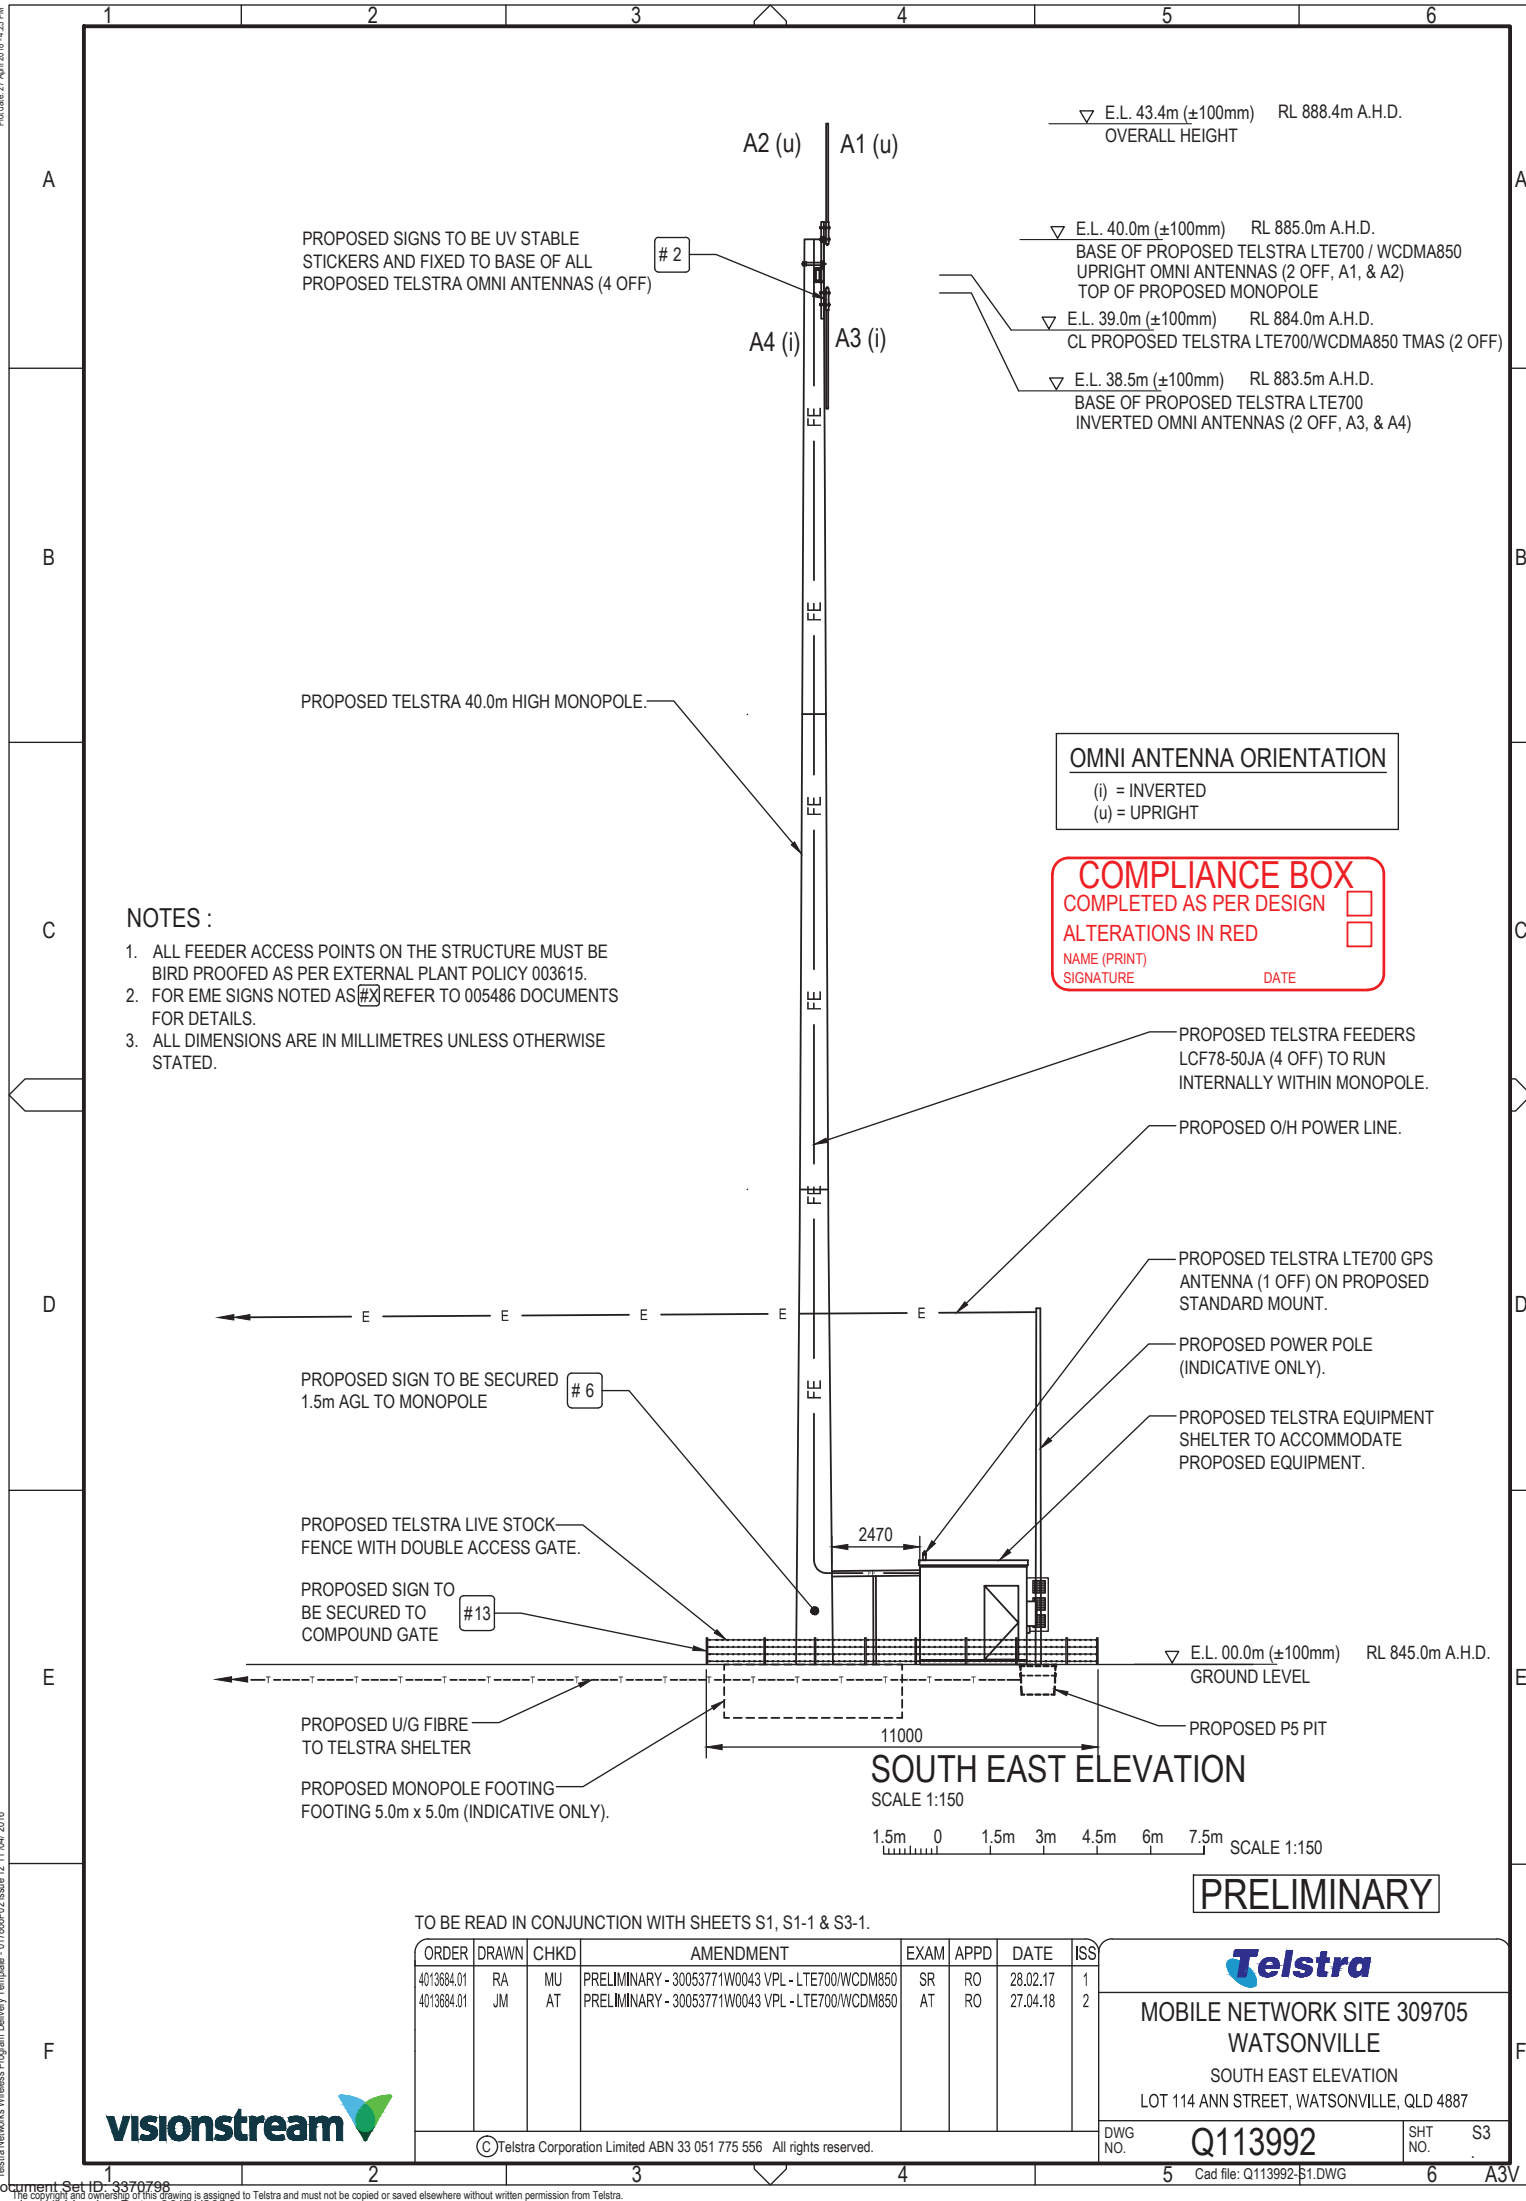 1 2 3 4 5 6
A2 (u) A1 (u)
E.L. 43.4m (±100mm) RL 888.4m A.H.D.
OVERALL HEIGHT
A A
PROPOSED SIGNS TO BE UV STABLE
STICKERS AND FIXED TO BASE OF ALL
PROPOSED TELSTRA OMNI ANTENNAS (4 OFF)
# 2
E.L. 40.0m (±100mm) RL 885.0m A.H.D.
BASE OF PROPOSED TELSTRA LTE700 / WCDMA850
UPRIGHT OMNI ANTENNAS (2 OFF, A1, & A2)
TOP OF PROPOSED MONOPOLE
E.L. 39.0m (±100mm) RL 884.0m A.H.D.
CL PROPOSED TELSTRA LTE700/WCDMA850 TMAS (2 OFF)
A4 (i) A3 (i)
E.L. 38.5m (±100mm) RL 883.5m A.H.D.
BASE OF PROPOSED TELSTRA LTE700
INVERTED OMNI ANTENNAS (2 OFF, A3, & A4)
FE
B B
FE
PROPOSED TELSTRA 40.0m HIGH MONOPOLE.
OMNI ANTENNA ORIENTATION
(i) = INVERTED
(u) = UPRIGHT
FE
COMPLIANCE BOX
COMPLETED AS PER DESIGN
ALTERATIONS IN RED
NAME (PRINT)
SIGNATURE DATE
C C
NOTES :
1. ALL FEEDER ACCESS POINTS ON THE STRUCTURE MUST BE
BIRD PROOFED AS PER EXTERNAL PLANT POLICY 003615.
2. FOR EME SIGNS NOTED AS #X REFER TO 005486 DOCUMENTS
FOR DETAILS.
3. ALL DIMENSIONS ARE IN MILLIMETRES UNLESS OTHERWISE
STATED.
FE
PROPOSED TELSTRA FEEDERS
LCF78-50JA (4 OFF) TO RUN
INTERNALLY WITHIN MONOPOLE.
PROPOSED O/H POWER LINE.
FE
PROPOSED TELSTRA LTE700 GPS
ANTENNA (1 OFF) ON PROPOSED
STANDARD MOUNT.
D D
E E E E E
PROPOSED POWER POLE
(INDICATIVE ONLY).
PROPOSED SIGN TO BE SECURED
1.5m AGL TO MONOPOLE
# 6
FE
PROPOSED TELSTRA EQUIPMENT
SHELTER TO ACCOMMODATE
PROPOSED EQUIPMENT.
PROPOSED TELSTRA LIVE STOCK
FENCE WITH DOUBLE ACCESS GATE.
2470
PROPOSED SIGN TO
BE SECURED TO
COMPOUND GATE
#13
E.L. 00.0m (±100mm) RL 845.0m A.H.D.
GROUND LEVEL
E E
T T T T T T T T T T T T T T T T T
PROPOSED U/G FIBRE
TO TELSTRA SHELTER
PROPOSED P5 PIT
11000
PROPOSED MONOPOLE FOOTING
FOOTING 5.0m x 5.0m (INDICATIVE ONLY).
SOUTH EAST ELEVATION
SCALE 1:150
1.5m 0 1.5m 3m 4.5m 6m 7.5m SCALE 1:150
PRELIMINARY
TO BE READ IN CONJUNCTION WITH SHEETS S1, S1-1 & S3-1.
ORDER DRAWN CHKD AMENDMENT EXAM APPD DATE ISS
4013684.01 RA MU PRELIMINARY - 30053771W0043 VPL - LTE700/WCDM850 SR RO 28.02.17 1
4013684.01 JM AT PRELIMINARY - 30053771W0043 VPL - LTE700/WCDM850 AT RO 27.04.18 2
Telstra
MOBILE NETWORK SITE 309705
WATSONVILLE
SOUTH EAST ELEVATION
LOT 114 ANN STREET, WATSONVILLE, QLD 4887
F F
visionstream
© Telstra Corporation Limited ABN 33 051 775 556 All rights reserved.
DWG NO. Q113992 SHT NO. S3
1 2 3 4 5 6
Cad file: Q113992-S1.DWG
A3V
ocument Set ID: 3370798
The copyright and ownership of this drawing is assigned to Telstra and must not be copied or saved elsewhere without written permission from Telstra.